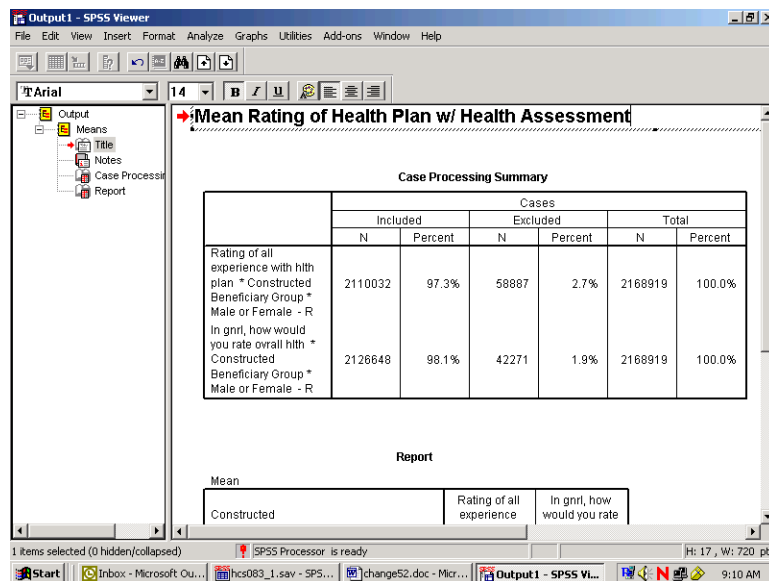 Output1 - SPSS Viewer
File Edit View Insert Format Analyze Graphs Utilities Add-ons Window Help
Arial 14 B I U
Output
Means
Title
Notes
Case Processin
Report
Mean Rating of Health Plan w/ Health Assessment
Case Processing Summary
Cases
Included Excluded Total
N Percent N Percent N Percent
Rating of all
experience with hlth
plan * Constructed
Beneficiary Group *
Male or Female - R
2110032 97.3% 58887 2.7% 2168919 100.0%
In gnrl, how would
you rate ovrall hlth *
Constructed
Beneficiary Group *
Male or Female - R
2126648 98.1% 42271 1.9% 2168919 100.0%
Report
Mean
Constructed
Rating of all
experience
In gnrl, how
would you rate
1 items selected (0 hidden/collapsed) SPSS Processor is ready H: 17 , W: 720 pt
Start Inbox - Microsoft Ou... hcs083_1.sav - SPS... change52.doc - Micr... Output1 - SPSS Vi... 9:10 AM